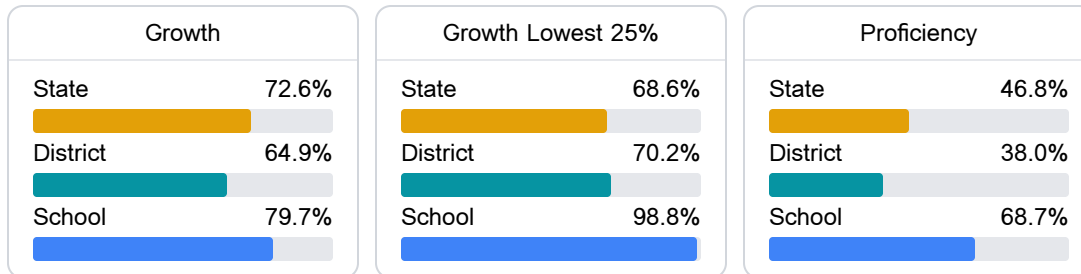 Growth
State 72.6%
District 64.9%
School 79.7%
Growth Lowest 25%
State 68.6%
District 70.2%
School 98.8%
Proficiency
State 46.8%
District 38.0%
School 68.7%